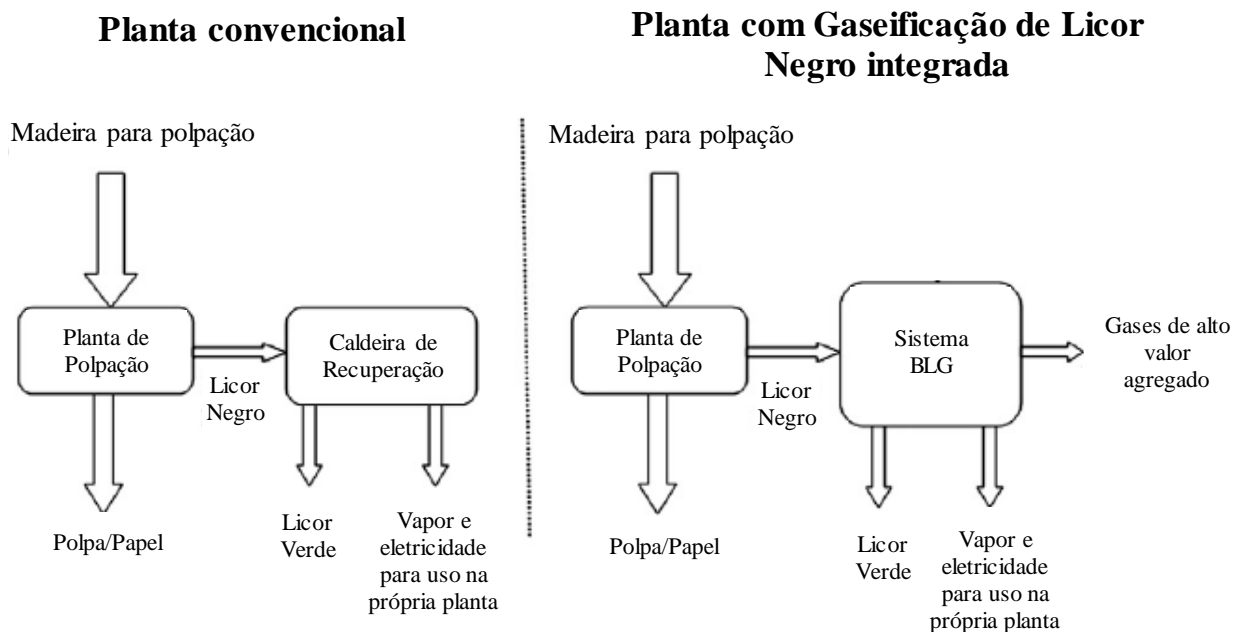 Planta convencional
Madeira para polpação
Planta de
Polpação
Licor
Negro
Caldeira de
Recuperação
Polpa/Papel
Licor
Verde
Vapor e
eletricidade
para uso na
própria planta
Planta com Gaseificação de Licor
Negro integrada
Madeira para polpação
Planta de
Polpação
Licor
Negro
Sistema
BLG
Gases de alto
valor
agregado
Polpa/Papel
Licor
Verde
Vapor e
eletricidade
para uso na
própria planta